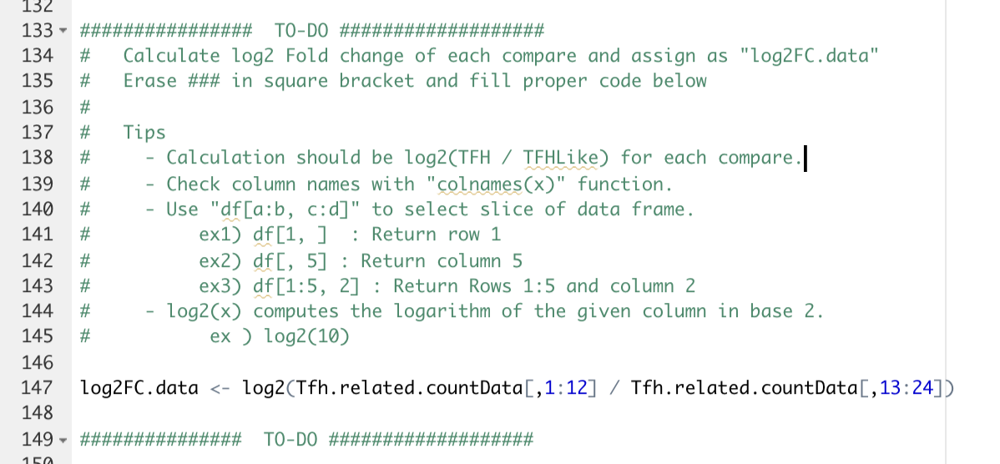 132
133 ################ TO-DO ###################
134 # Calculate log2 Fold change of each compare and assign as "log2FC.data"
135 # Erase ### in square bracket and fill proper code below
136 #
137 # Tips
138 # - Calculation should be log2(TFH / TFHLike) for each compare.
139 # - Check column names with "colnames(x)" function.
140 # - Use "df[a:b, c:d]" to select slice of data frame.
141 # ex1) df[1, ] : Return row 1
142 # ex2) df[, 5] : Return column 5
143 # ex3) df[1:5, 2] : Return Rows 1:5 and column 2
144 # - log2(x) computes the logarithm of the given column in base 2.
145 # ex ) log2(10)
146
147 log2FC.data <- log2(Tfh.related.countData[,1:12] / Tfh.related.countData[,13:24])
148
149 ############### TO-DO ###################
150